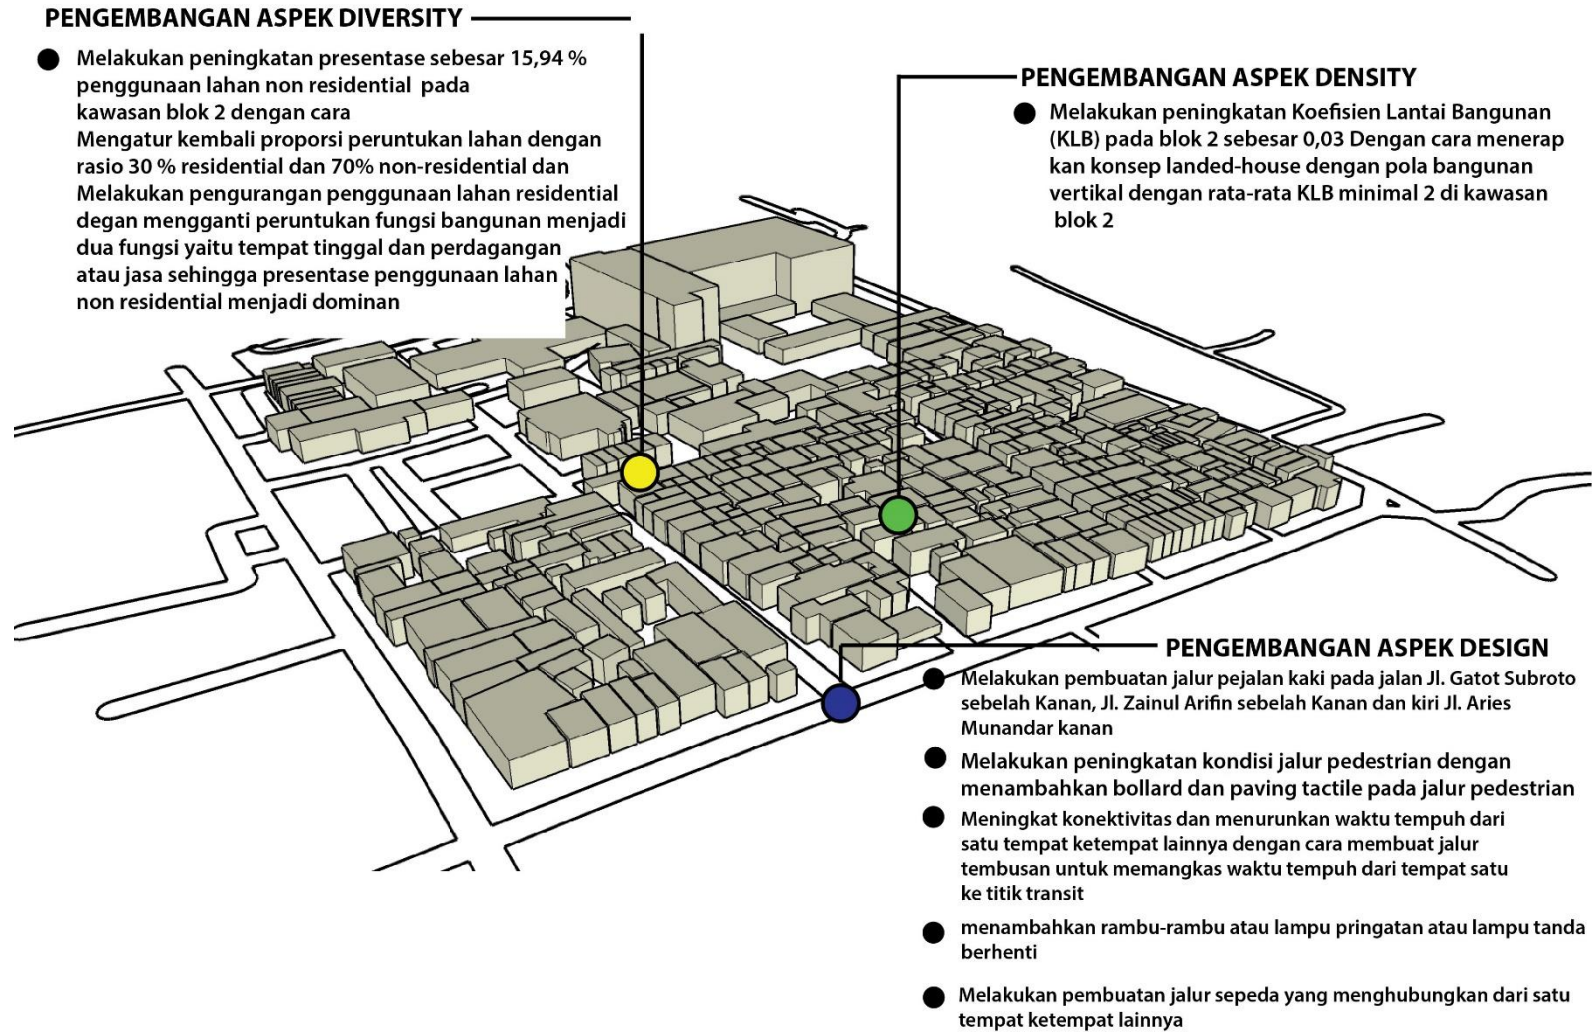 PENGEMBANGAN ASPEK DIVERSITY
Melakukan peningkatan presentase sebesar 15,94 %
penggunaan lahan non residential pada
kawasan blok 2 dengan cara
Mengatur kembali proporsi peruntukan lahan dengan
rasio 30 % residential dan 70% non-residential dan
Melakukan pengurangan penggunaan lahan residential
degan mengganti peruntukan fungsi bangunan menjadi
dua fungsi yaitu tempat tinggal dan perdagangan
atau jasa sehingga presentase penggunaan lahan
non residential menjadi dominan
PENGEMBANGAN ASPEK DENSITY
Melakukan peningkatan Koefisien Lantai Bangunan
(KLB) pada blok 2 sebesar 0,03 Dengan cara menerap
kan konsep landed-house dengan pola bangunan
vertikal dengan rata-rata KLB minimal 2 di kawasan
blok 2
PENGEMBANGAN ASPEK DESIGN
Melakukan pembuatan jalur pejalan kaki pada jalan Jl. Gatot Subroto
sebelah Kanan, Jl. Zainul Arifin sebelah Kanan dan kiri Jl. Aries
Munandar kanan
Melakukan peningkatan kondisi jalur pedestrian dengan
menambahkan bollard dan paving tactile pada jalur pedestrian
Meningkat konektivitas dan menurunkan waktu tempuh dari
satu tempat ketempat lainnya dengan cara membuat jalur
tembusan untuk memangkas waktu tempuh dari tempat satu
ke titik transit
menambahkan rambu-rambu atau lampu pringatan atau lampu tanda
berhenti
Melakukan pembuatan jalur sepeda yang menghubungkan dari satu
tempat ketempat lainnya